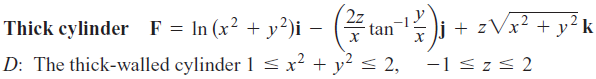 Thick cylinder F = ln (x² + y²)i − (2z/x tan⁻¹ y/x)j + z√(x² + y²) k
D: The thick-walled cylinder 1 ≤ x² + y² ≤ 2, −1 ≤ z ≤ 2